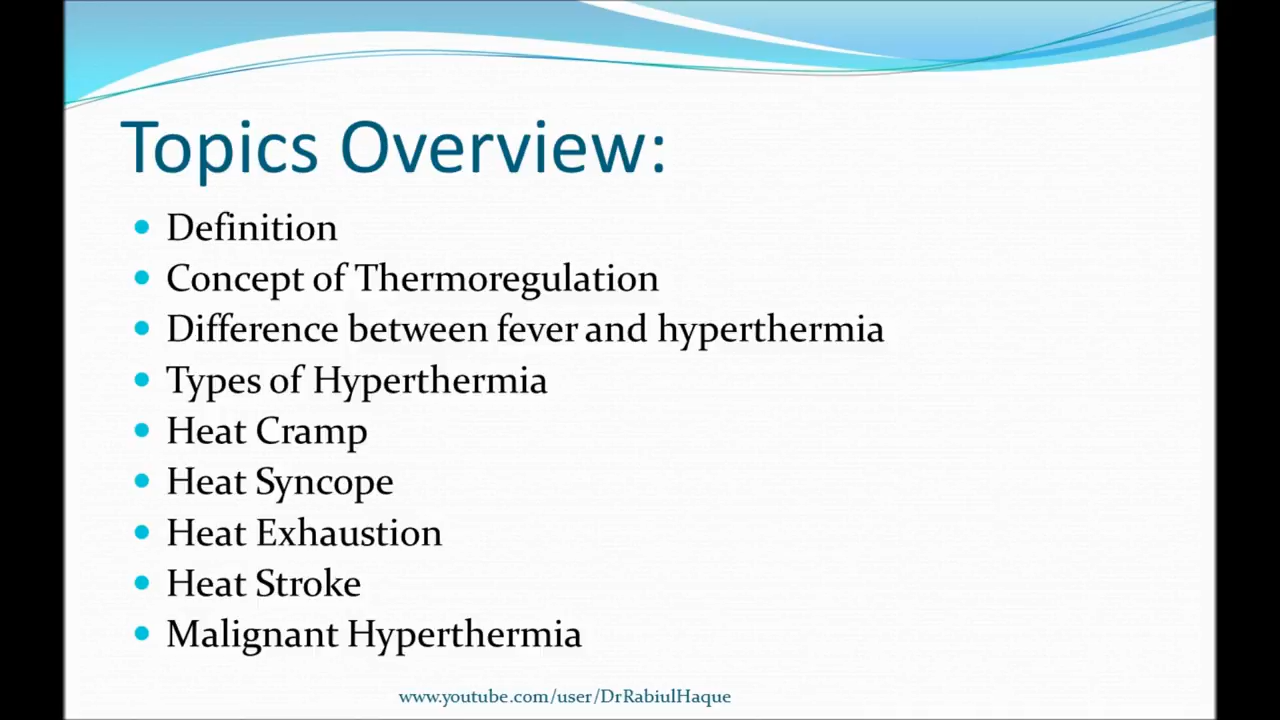 Topics Overview:
Definition
Concept of Thermoregulation
Difference between fever and hyperthermia
Types of Hyperthermia
Heat Cramp
Heat Syncope
Heat Exhaustion
Heat Stroke
Malignant Hyperthermia
www.youtube.com/user/DrRabiulHaque